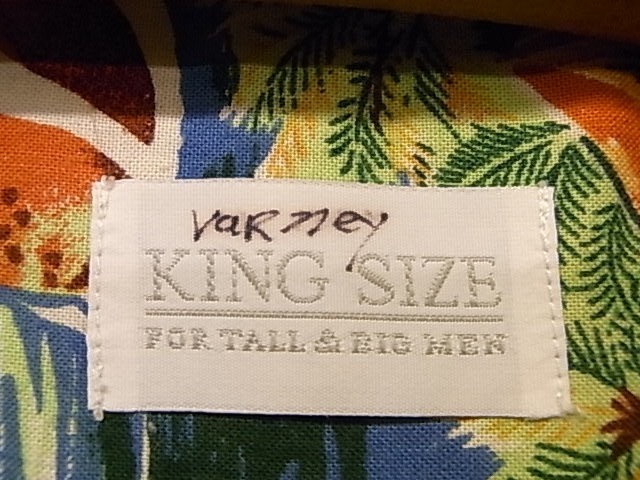 varney
KING SIZE
FOR TALL & BIG MEN